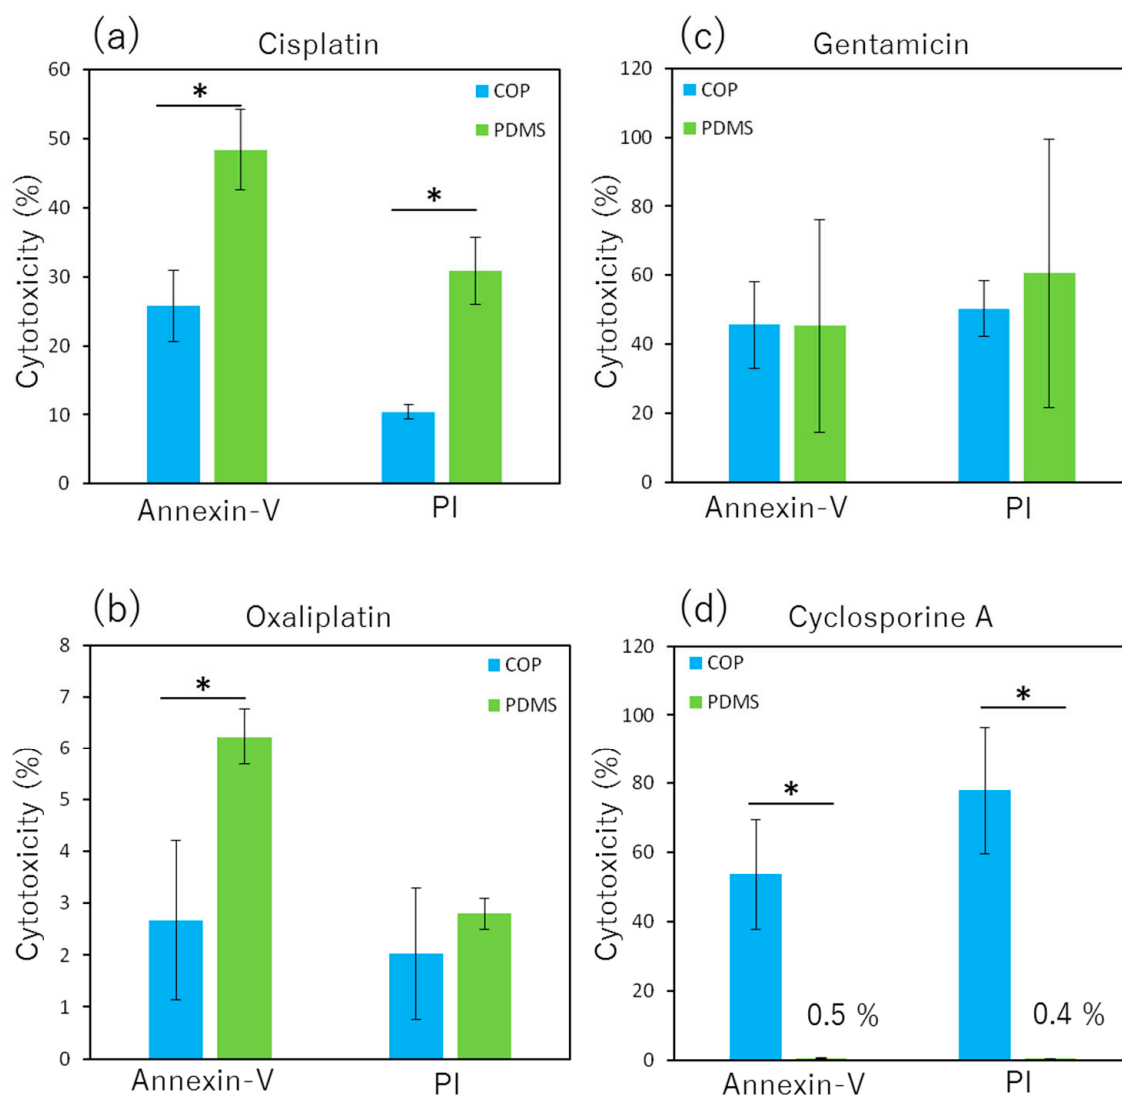 (a)
Cisplatin
60
50
40
30
20
10
0
Cytotoxicity (%)
COP
PDMS
*
*
Annexin-V
PI
(c)
Gentamicin
120
100
80
60
40
20
0
Cytotoxicity (%)
COP
PDMS
Annexin-V
PI
(b)
Oxaliplatin
8
7
6
5
4
3
2
1
0
Cytotoxicity (%)
COP
PDMS
*
Annexin-V
PI
(d)
Cyclosporine A
120
100
80
60
40
20
0
Cytotoxicity (%)
COP
PDMS
*
*
0.5 %
0.4 %
Annexin-V
PI